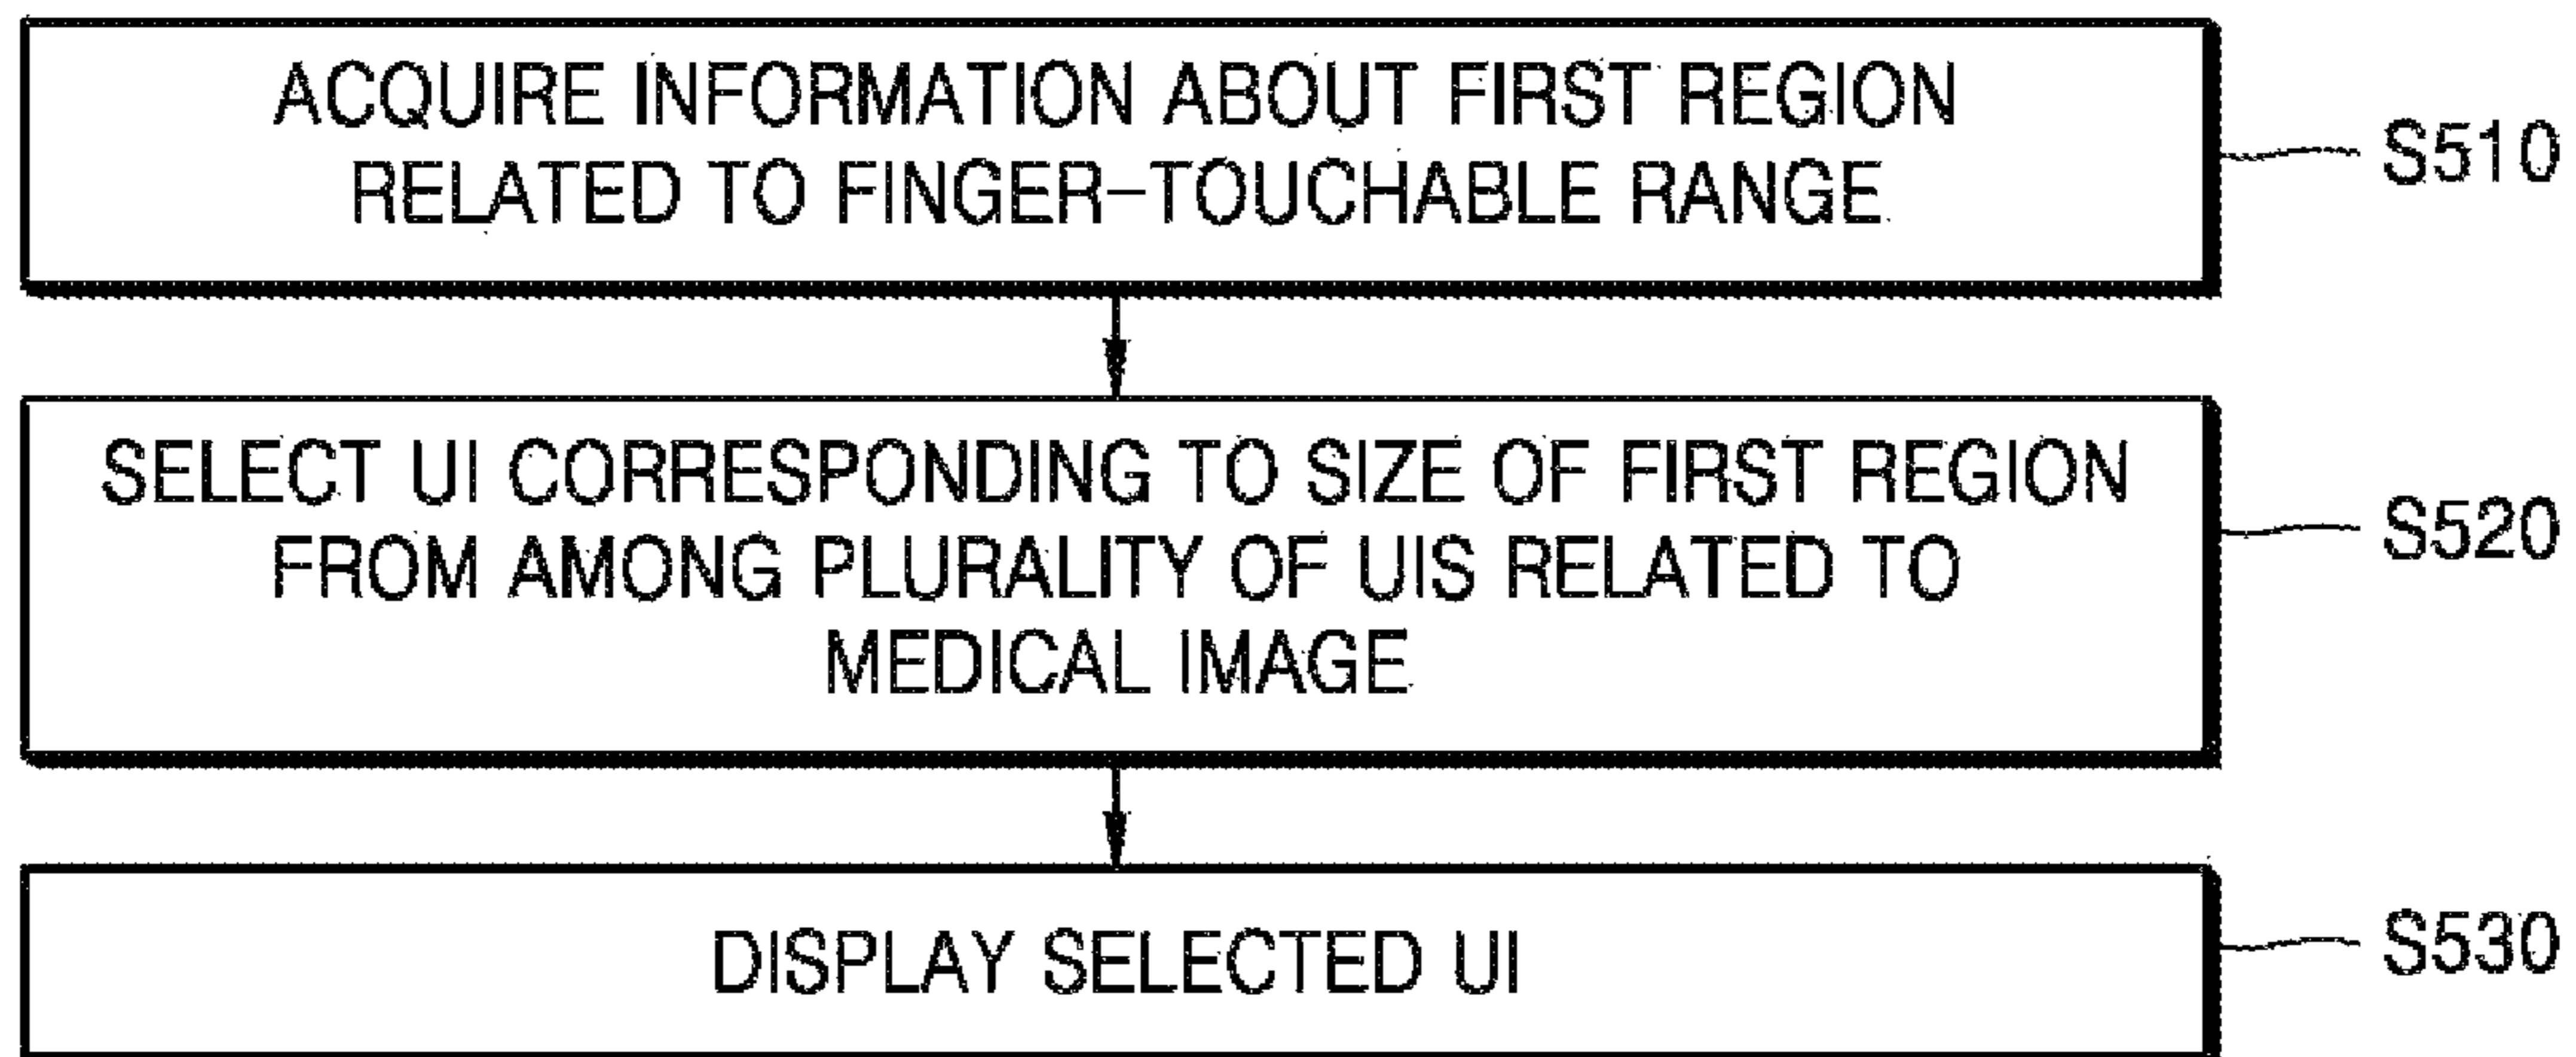 ACQUIRE INFORMATION ABOUT FIRST REGION
RELATED TO FINGER-TOUCHABLE RANGE
S510
SELECT UI CORRESPONDING TO SIZE OF FIRST REGION
FROM AMONG PLURALITY OF UIS RELATED TO
MEDICAL IMAGE
S520
DISPLAY SELECTED UI
S530